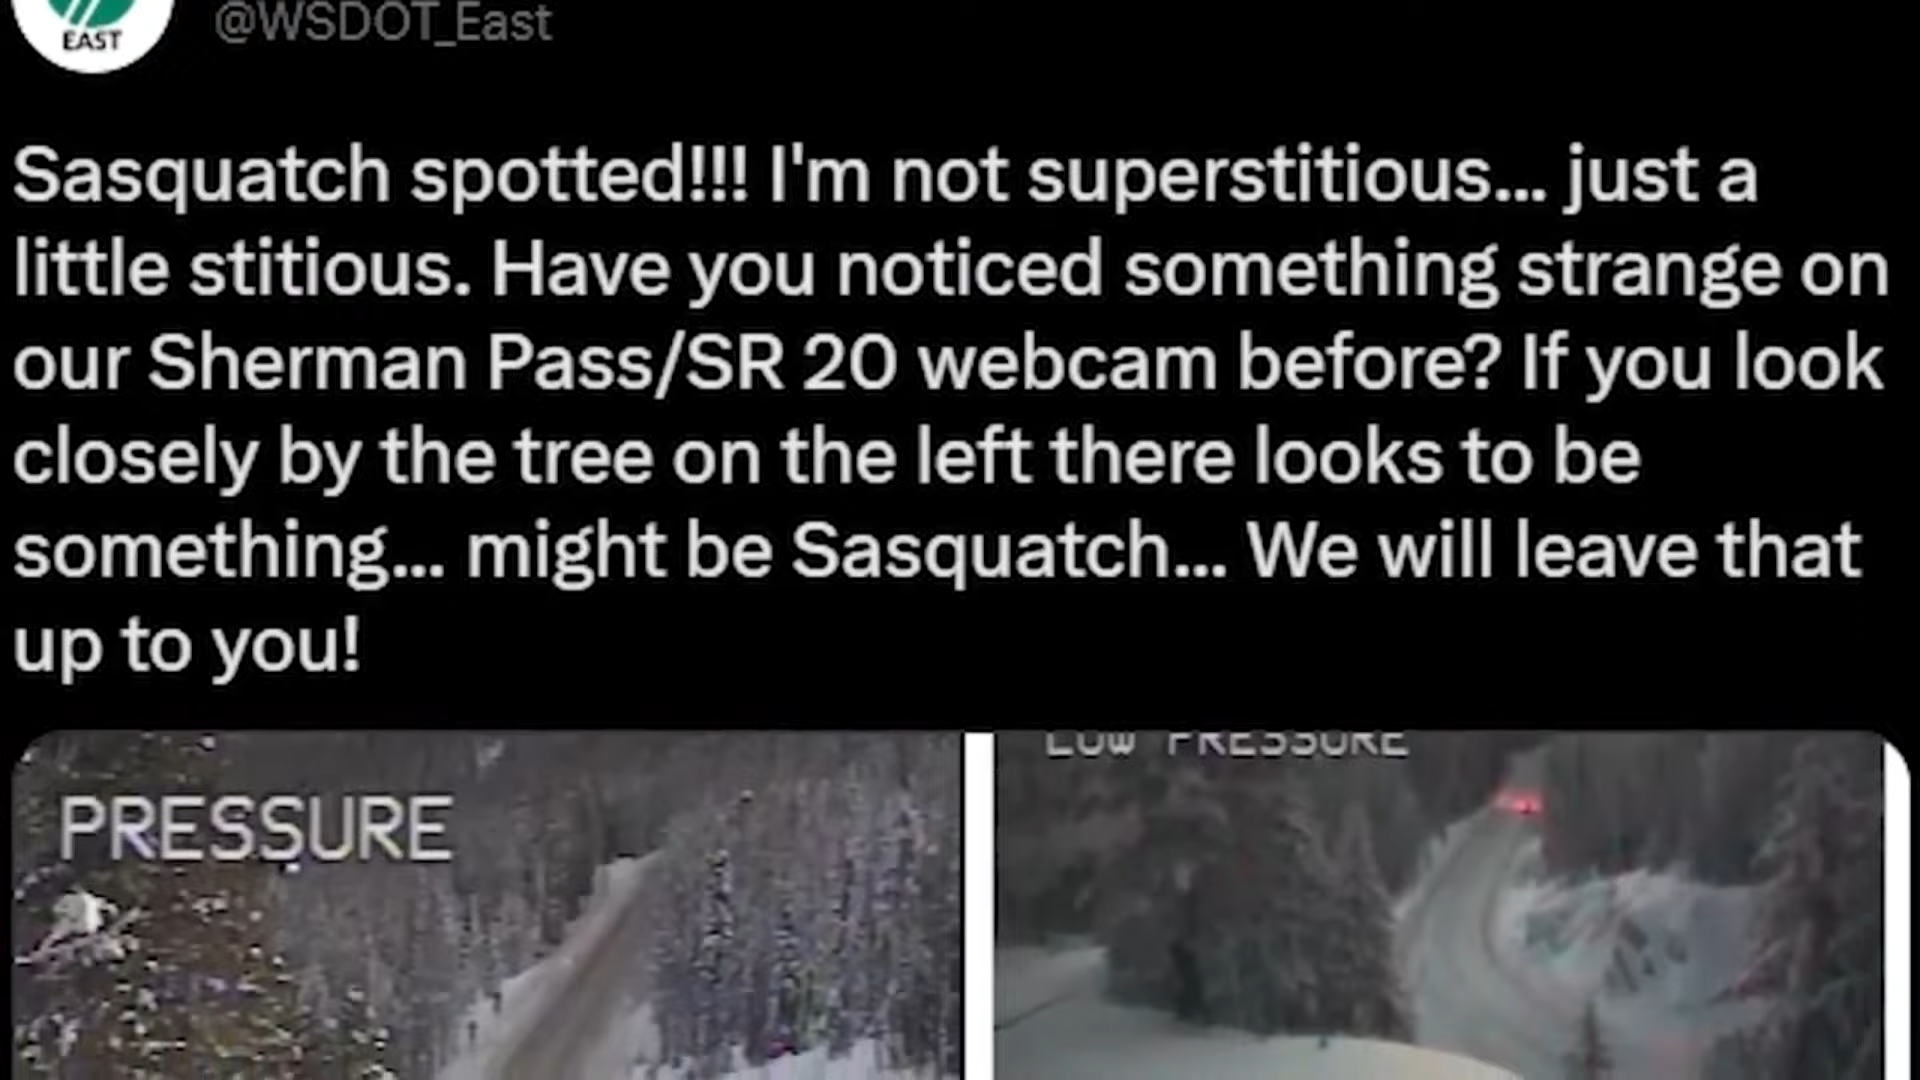 EAST
@WSDOT_East
Sasquatch spotted!!! I'm not superstitious... just a
little stitious. Have you noticed something strange on
our Sherman Pass/SR 20 webcam before? If you look
closely by the tree on the left there looks to be
something... might be Sasquatch... We will leave that
up to you!
PRESSURE
LOW PRESSURE